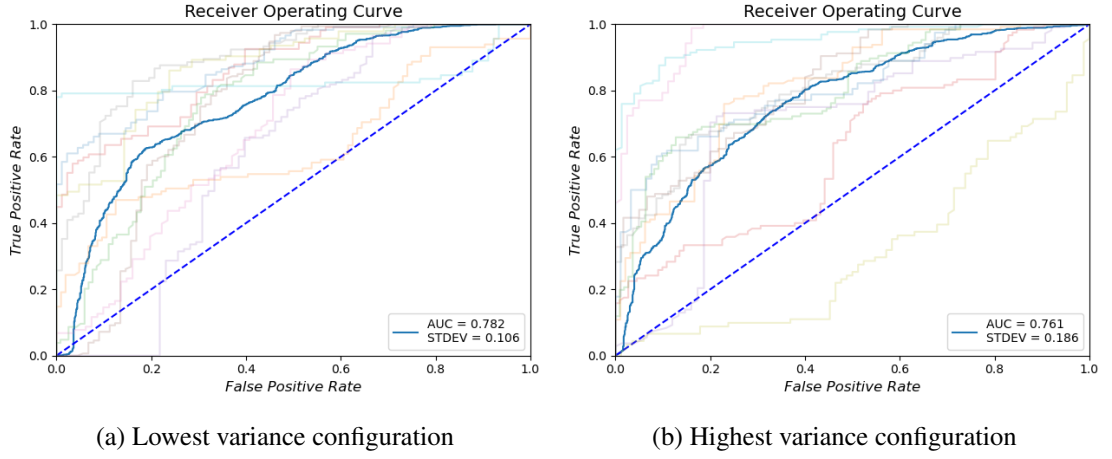 Receiver Operating Curve
True Positive Rate
1.0
0.8
0.6
0.4
0.2
0.0
0.0 0.2 0.4 0.6 0.8 1.0
False Positive Rate
AUC = 0.782
STDEV = 0.106
(a) Lowest variance configuration
Receiver Operating Curve
True Positive Rate
1.0
0.8
0.6
0.4
0.2
0.0
0.0 0.2 0.4 0.6 0.8 1.0
False Positive Rate
AUC = 0.761
STDEV = 0.186
(b) Highest variance configuration